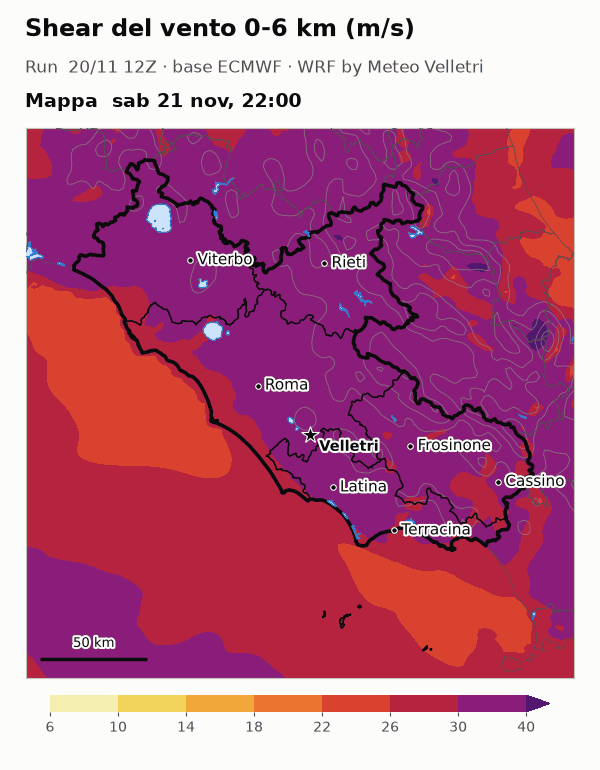 Shear del vento 0-6 km (m/s)
Run  20/11 12Z · base ECMWF · WRF by Meteo Velletri
Mappa  sab 21 nov, 22:00
Viterbo
Rieti
Roma
Velletri
Frosinone
Latina
Cassino
Terracina
50 km
6 10 14 18 22 26 30 40